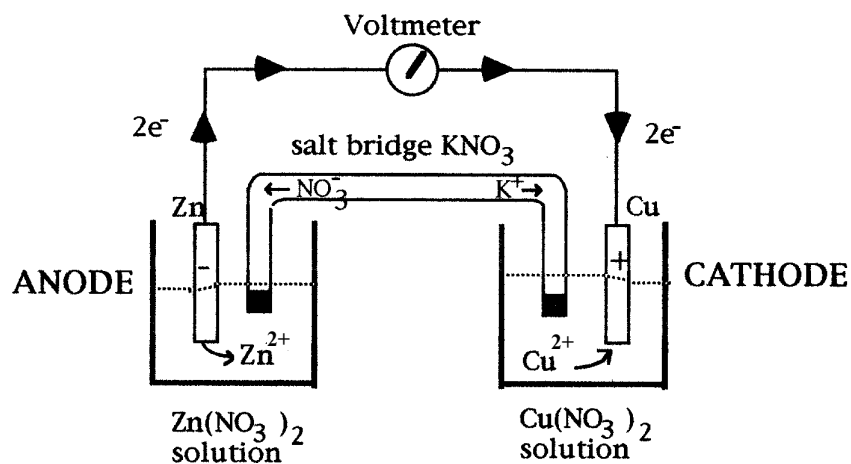 Voltmeter
2e⁻
2e⁻
salt bridge KNO₃
←NO₃⁻
K⁺→
Zn
Cu
-
+
ANODE
CATHODE
Zn²⁺
Cu²⁺
Zn(NO₃)₂
solution
Cu(NO₃)₂
solution